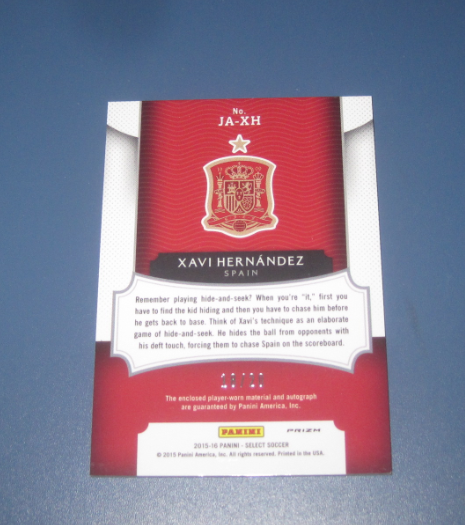 No.
JA-XH
XAVI HERNÁNDEZ
SPAIN
Remember playing hide-and-seek? When you're "it," first you
have to find the kid hiding and then you have to chase him before
he gets back to base. Think of Xavi's technique as an elaborate
game of hide-and-seek. He hides the ball from opponents with
his deft touch, forcing them to chase Spain on the scoreboard.
The enclosed player-worn material and autograph
are guaranteed by Panini America, Inc.
PANINI PRIZM
2015-16 PANINI - SELECT SOCCER
© 2015 Panini America, Inc. All rights reserved. Printed in the USA.